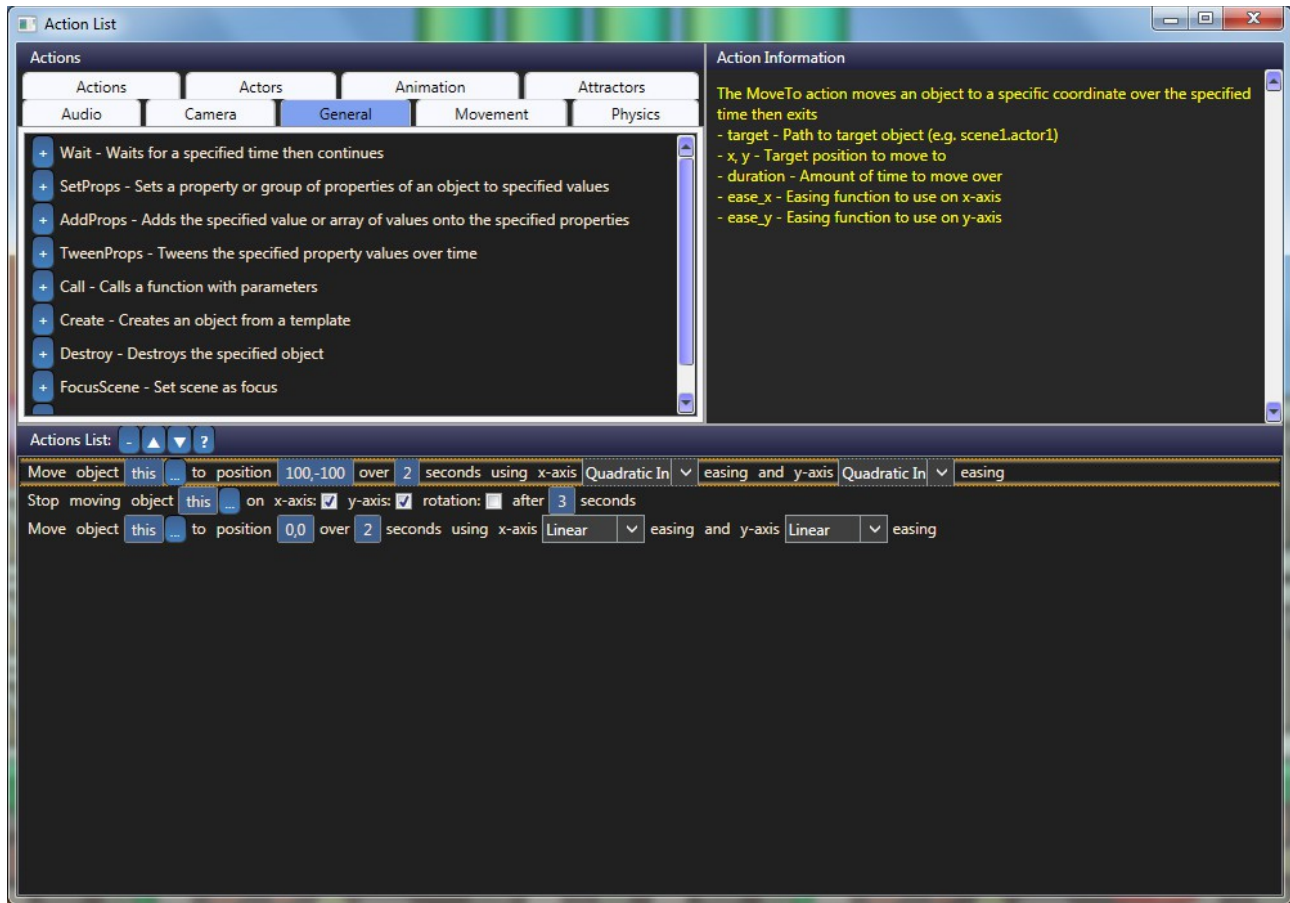 Action List
Actions
Actions Actors Animation Attractors
Audio Camera General Movement Physics
+ Wait - Waits for a specified time then continues
+ SetProps - Sets a property or group of properties of an object to specified values
+ AddProps - Adds the specified value or array of values onto the specified properties
+ TweenProps - Tweens the specified property values over time
+ Call - Calls a function with parameters
+ Create - Creates an object from a template
+ Destroy - Destroys the specified object
+ FocusScene - Set scene as focus
Action Information
The MoveTo action moves an object to a specific coordinate over the specified
time then exits
- target - Path to target object (e.g. scene1.actor1)
- x, y - Target position to move to
- duration - Amount of time to move over
- ease_x - Easing function to use on x-axis
- ease_y - Easing function to use on y-axis
Actions List: - ?
Move object this ... to position 100,-100 over 2 seconds using x-axis Quadratic In easing and y-axis Quadratic In easing
Stop moving object this ... on x-axis: y-axis: rotation: after 3 seconds
Move object this ... to position 0,0 over 2 seconds using x-axis Linear easing and y-axis Linear easing